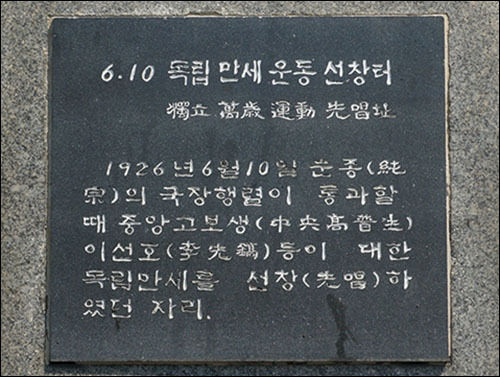 6.10 독립 만세 운동 선창터
獨立 萬歲 運動 先唱址
1926년 6월 10일 순종(純
宗)의 국장행렬이 통과할
때 중앙고보생(中央高普生)
이선호(李先鎬)등이 대한
독립만세를 선창(先唱)하
였던 자리.